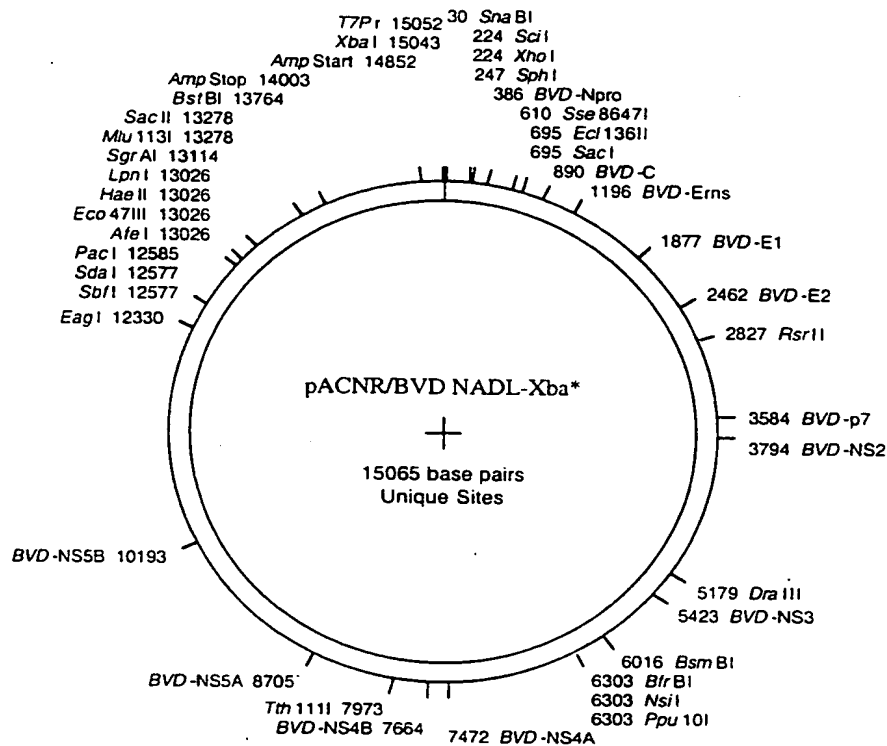 T7Pr 15052
XbaI 15043
Amp Start 14852
Amp Stop 14003
BstBI 13764
SacII 13278
Mlu113I 13278
SgrAI 13114
LpnI 13026
HaeII 13026
Eco47III 13026
AfeI 13026
PacI 12585
SdaI 12577
SbfI 12577
EagI 12330
30 SnaBI
224 SciI
224 XhoI
247 SphI
386 BVD-Npro
610 Sse8647I
695 Ecl136II
695 SacI
890 BVD-C
1196 BVD-Erns
1877 BVD-E1
2462 BVD-E2
2827 RsrII
3584 BVD-p7
3794 BVD-NS2
pACNR/BVD NADL-Xba*
15065 base pairs
Unique Sites
5179 DraIII
5423 BVD-NS3
6016 BsmBI
6303 BfrBI
6303 NsiI
6303 Ppu10I
7472 BVD-NS4A
BVD-NS4B 7664
Tth111I 7973
BVD-NS5A 8705
BVD-NS5B 10193